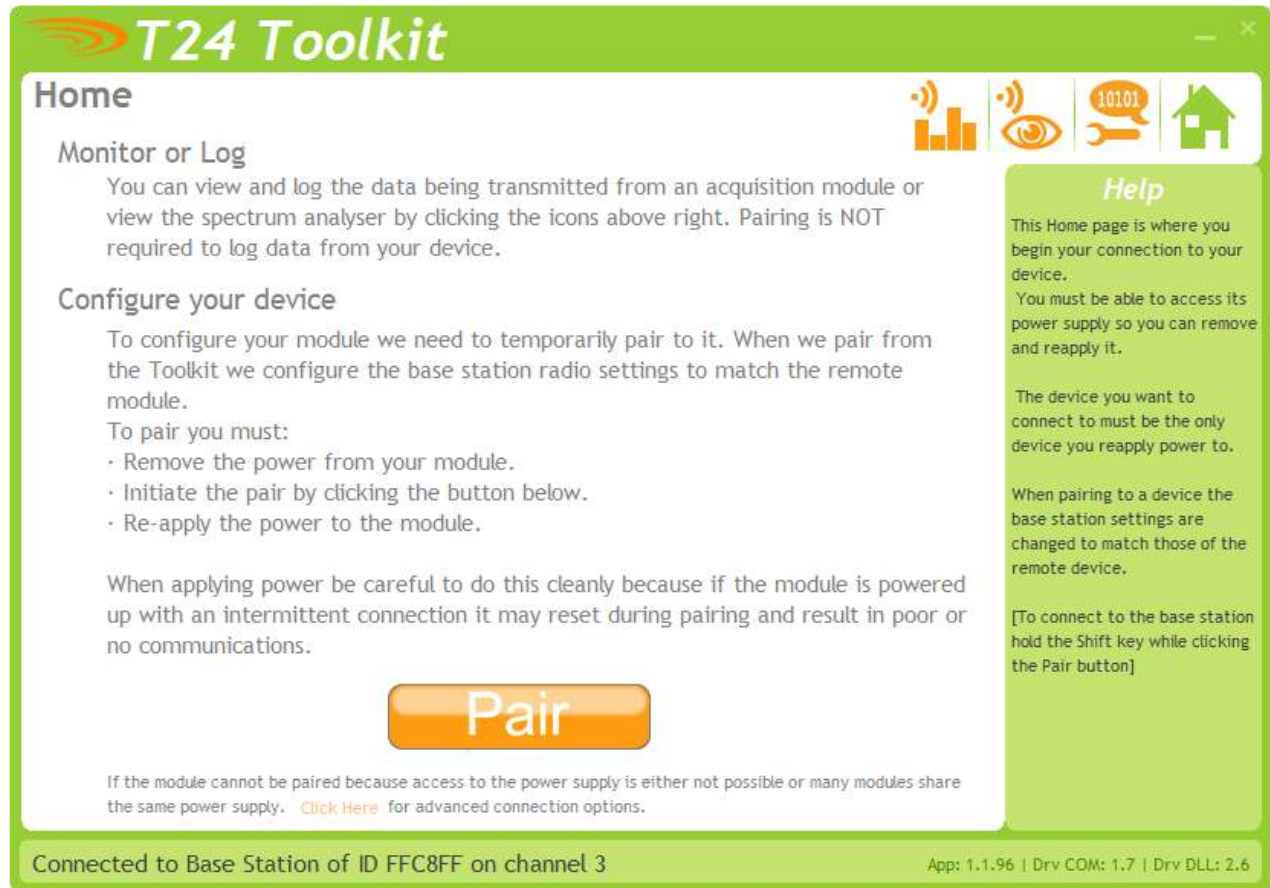 T24 Toolkit
Home
10101
Monitor or Log
You can view and log the data being transmitted from an acquisition module or
view the spectrum analyser by clicking the icons above right. Pairing is NOT
required to log data from your device.
Configure your device
To configure your module we need to temporarily pair to it. When we pair from
the Toolkit we configure the base station radio settings to match the remote
module.
To pair you must:
· Remove the power from your module.
· Initiate the pair by clicking the button below.
· Re-apply the power to the module.
When applying power be careful to do this cleanly because if the module is powered
up with an intermittent connection it may reset during pairing and result in poor or
no communications.
Pair
If the module cannot be paired because access to the power supply is either not possible or many modules share
the same power supply. Click Here for advanced connection options.
Help
This Home page is where you
begin your connection to your
device.
You must be able to access its
power supply so you can remove
and reapply it.
The device you want to
connect to must be the only
device you reapply power to.
When pairing to a device the
base station settings are
changed to match those of the
remote device.
[To connect to the base station
hold the Shift key while clicking
the Pair button]
Connected to Base Station of ID FFC8FF on channel 3
App: 1.1.96 | Drv COM: 1.7 | Drv DLL: 2.6